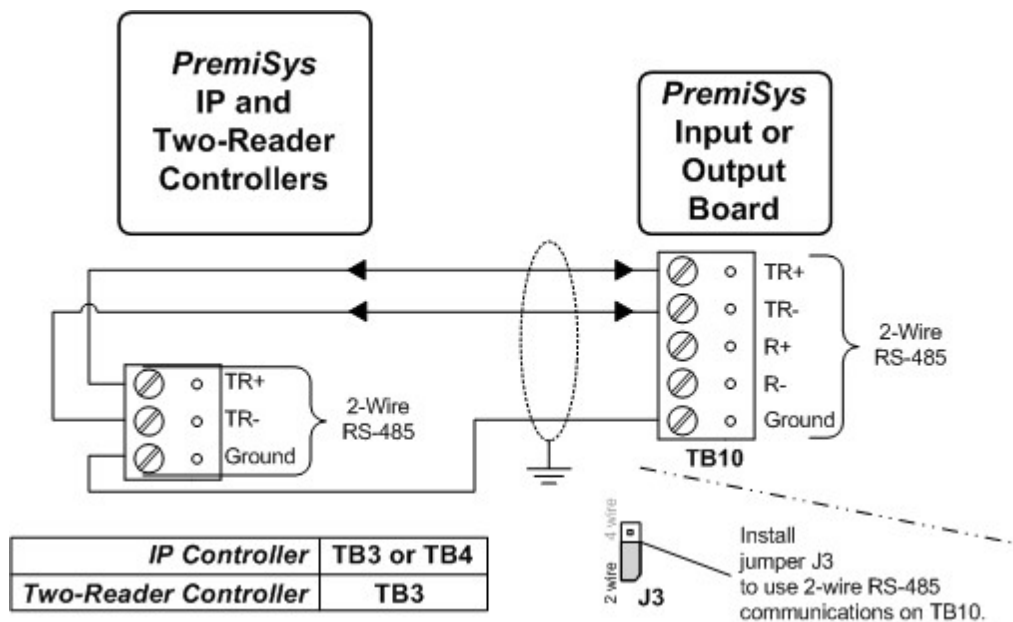 PremiSys
IP and
Two-Reader
Controllers
PremiSys
Input or
Output
Board
TR+
TR-
R+
R-
Ground
2-Wire
RS-485
TB10
TR+
TR-
Ground
2-Wire
RS-485
IP Controller TB3 or TB4
Two-Reader Controller TB3
4 wire
2 wire
J3
Install
jumper J3
to use 2-wire RS-485
communications on TB10.